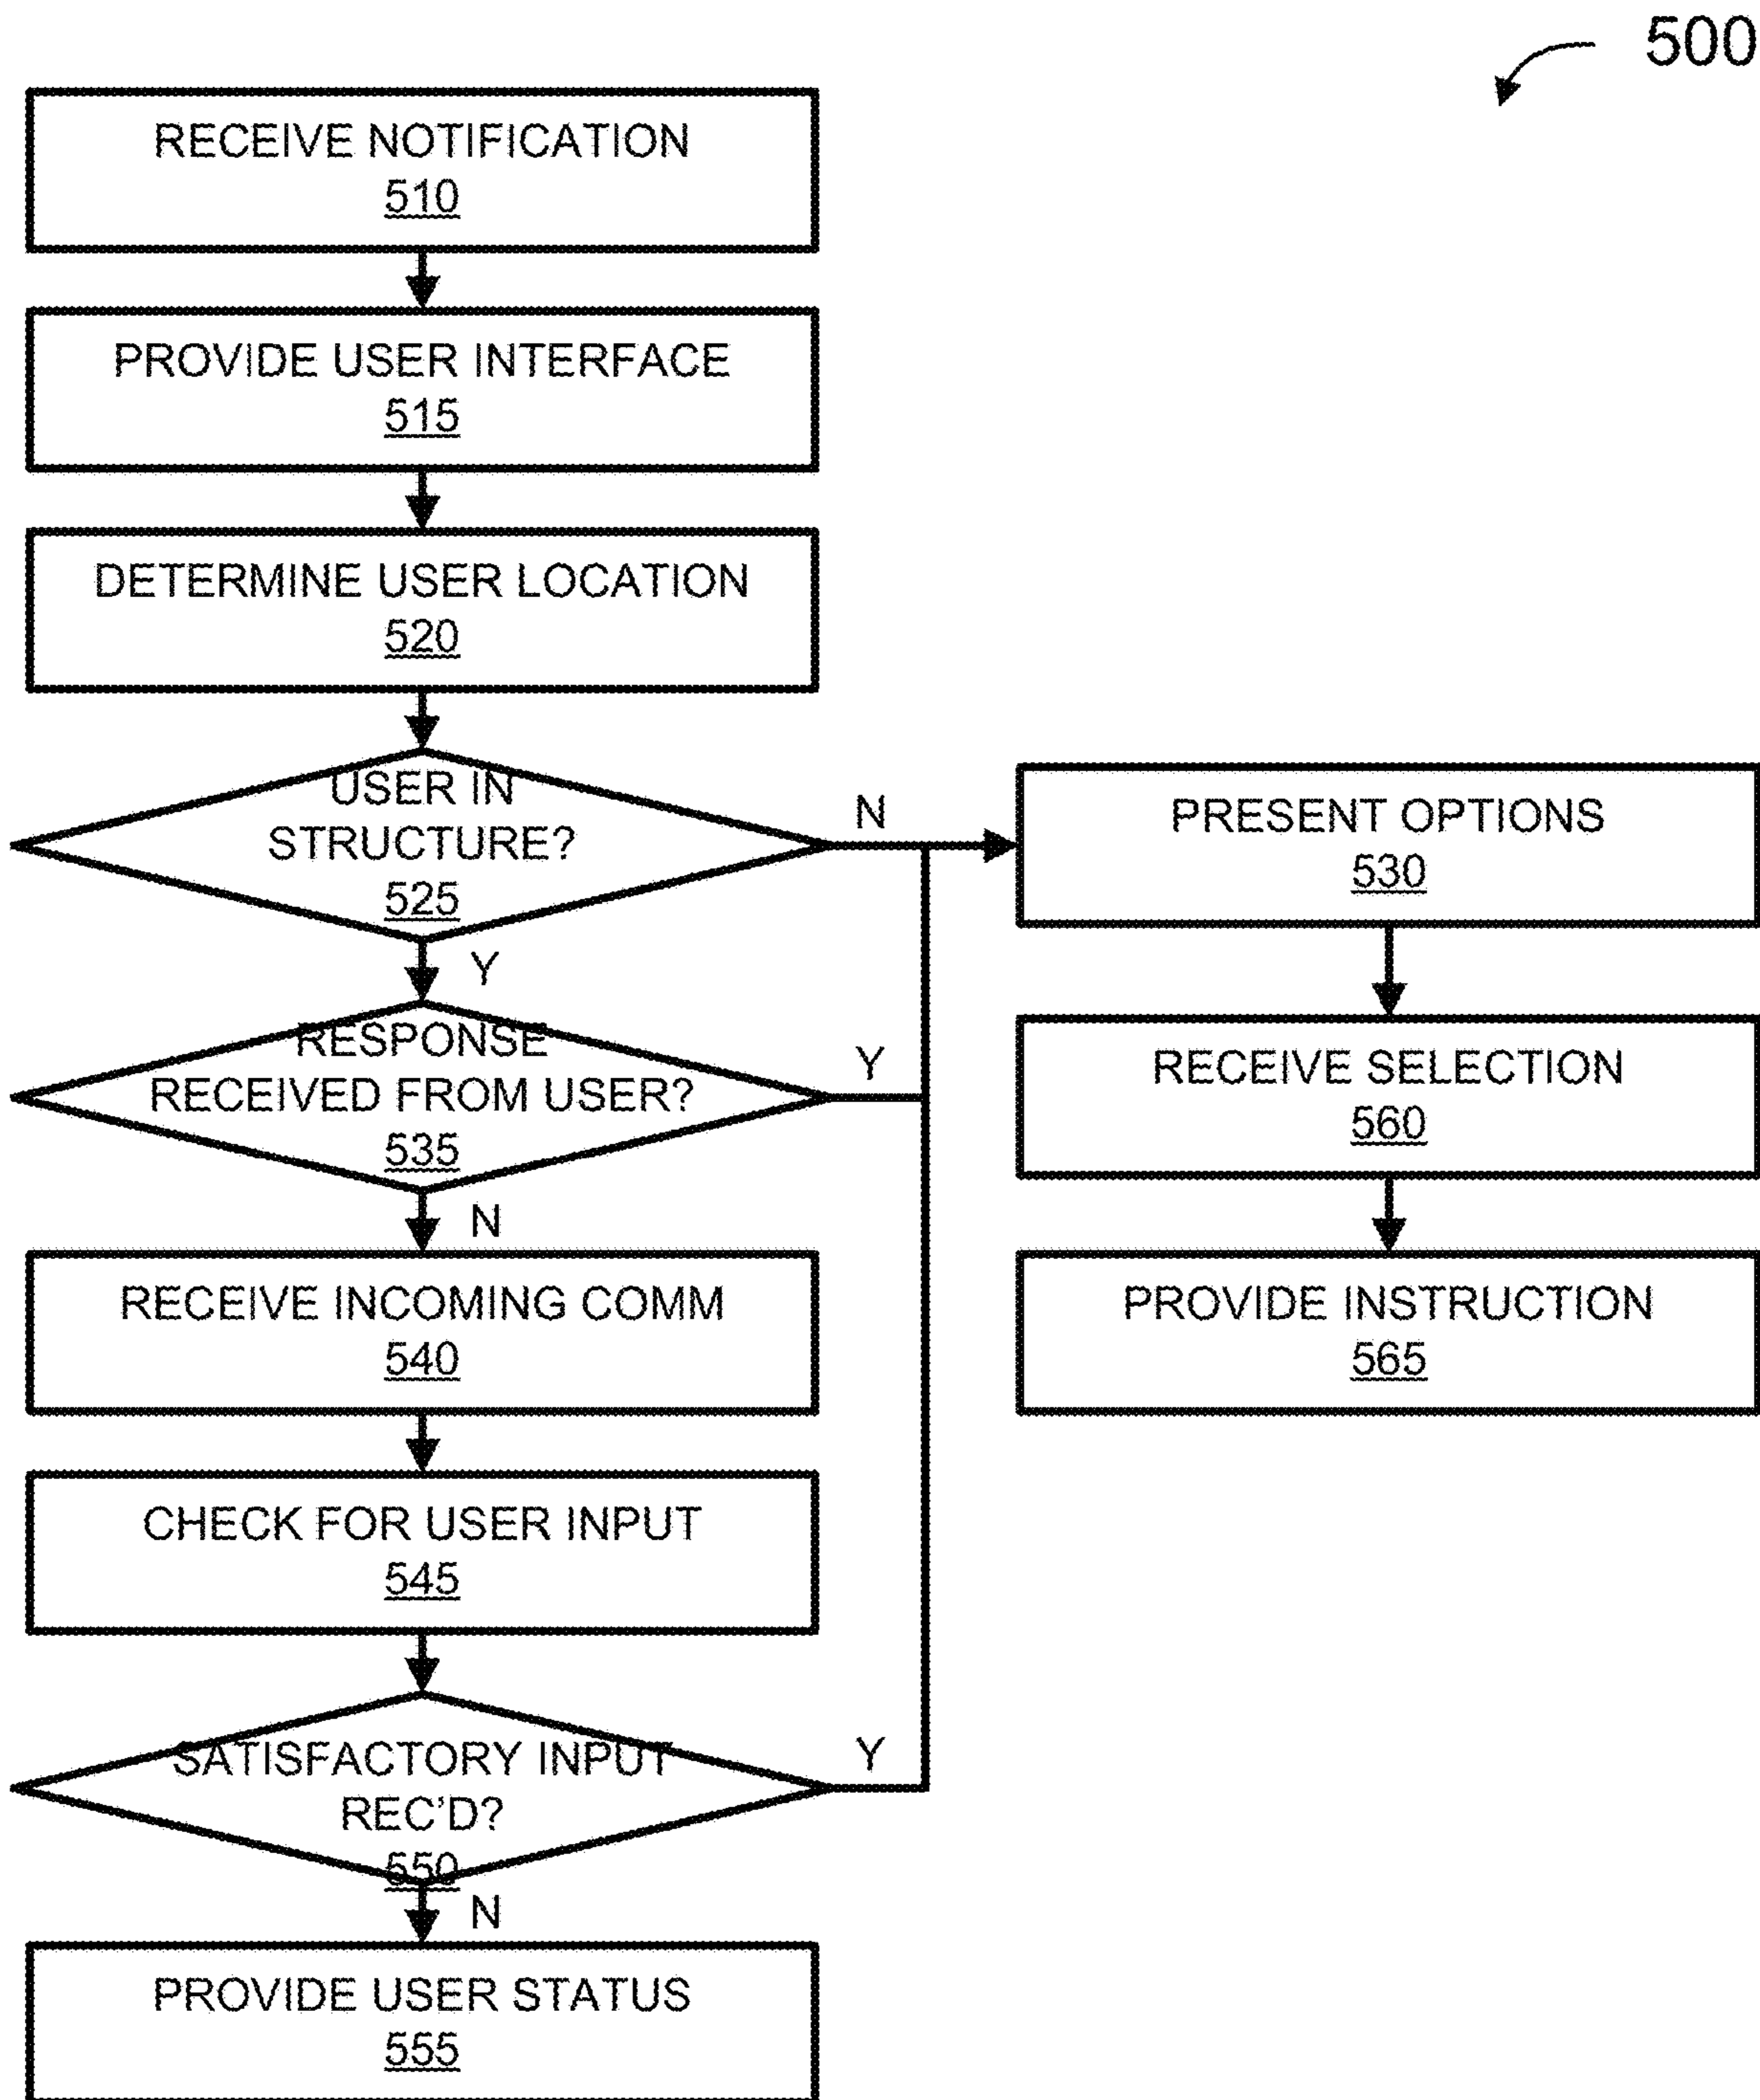 500
RECEIVE NOTIFICATION
510
PROVIDE USER INTERFACE
515
DETERMINE USER LOCATION
520
USER IN
STRUCTURE?
525
N
Y
PRESENT OPTIONS
530
RESPONSE
RECEIVED FROM USER?
535
Y
N
RECEIVE SELECTION
560
RECEIVE INCOMING COMM
540
PROVIDE INSTRUCTION
565
CHECK FOR USER INPUT
545
SATISFACTORY INPUT
REC'D?
550
Y
N
PROVIDE USER STATUS
555